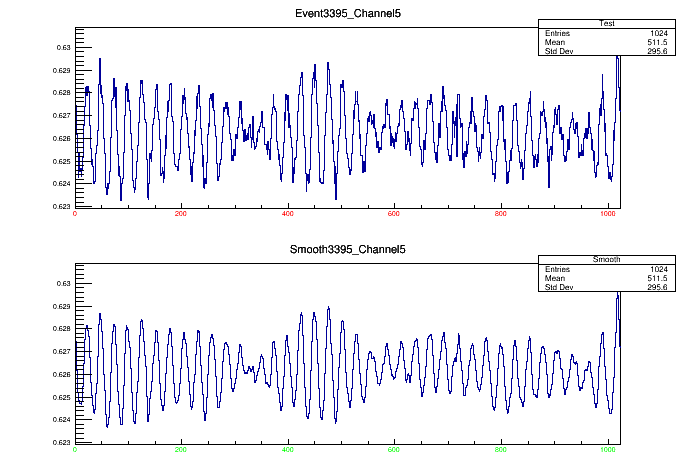 Event3395_Channel5
Test
Entries 1024
Mean 511.5
Std Dev 295.6
0.63
0.629
0.628
0.627
0.626
0.625
0.624
0.623
0 200 400 600 800 1000
Smooth3395_Channel5
Smooth
Entries 1024
Mean 511.5
Std Dev 295.6
0.63
0.629
0.628
0.627
0.626
0.625
0.624
0.623
0 200 400 600 800 1000